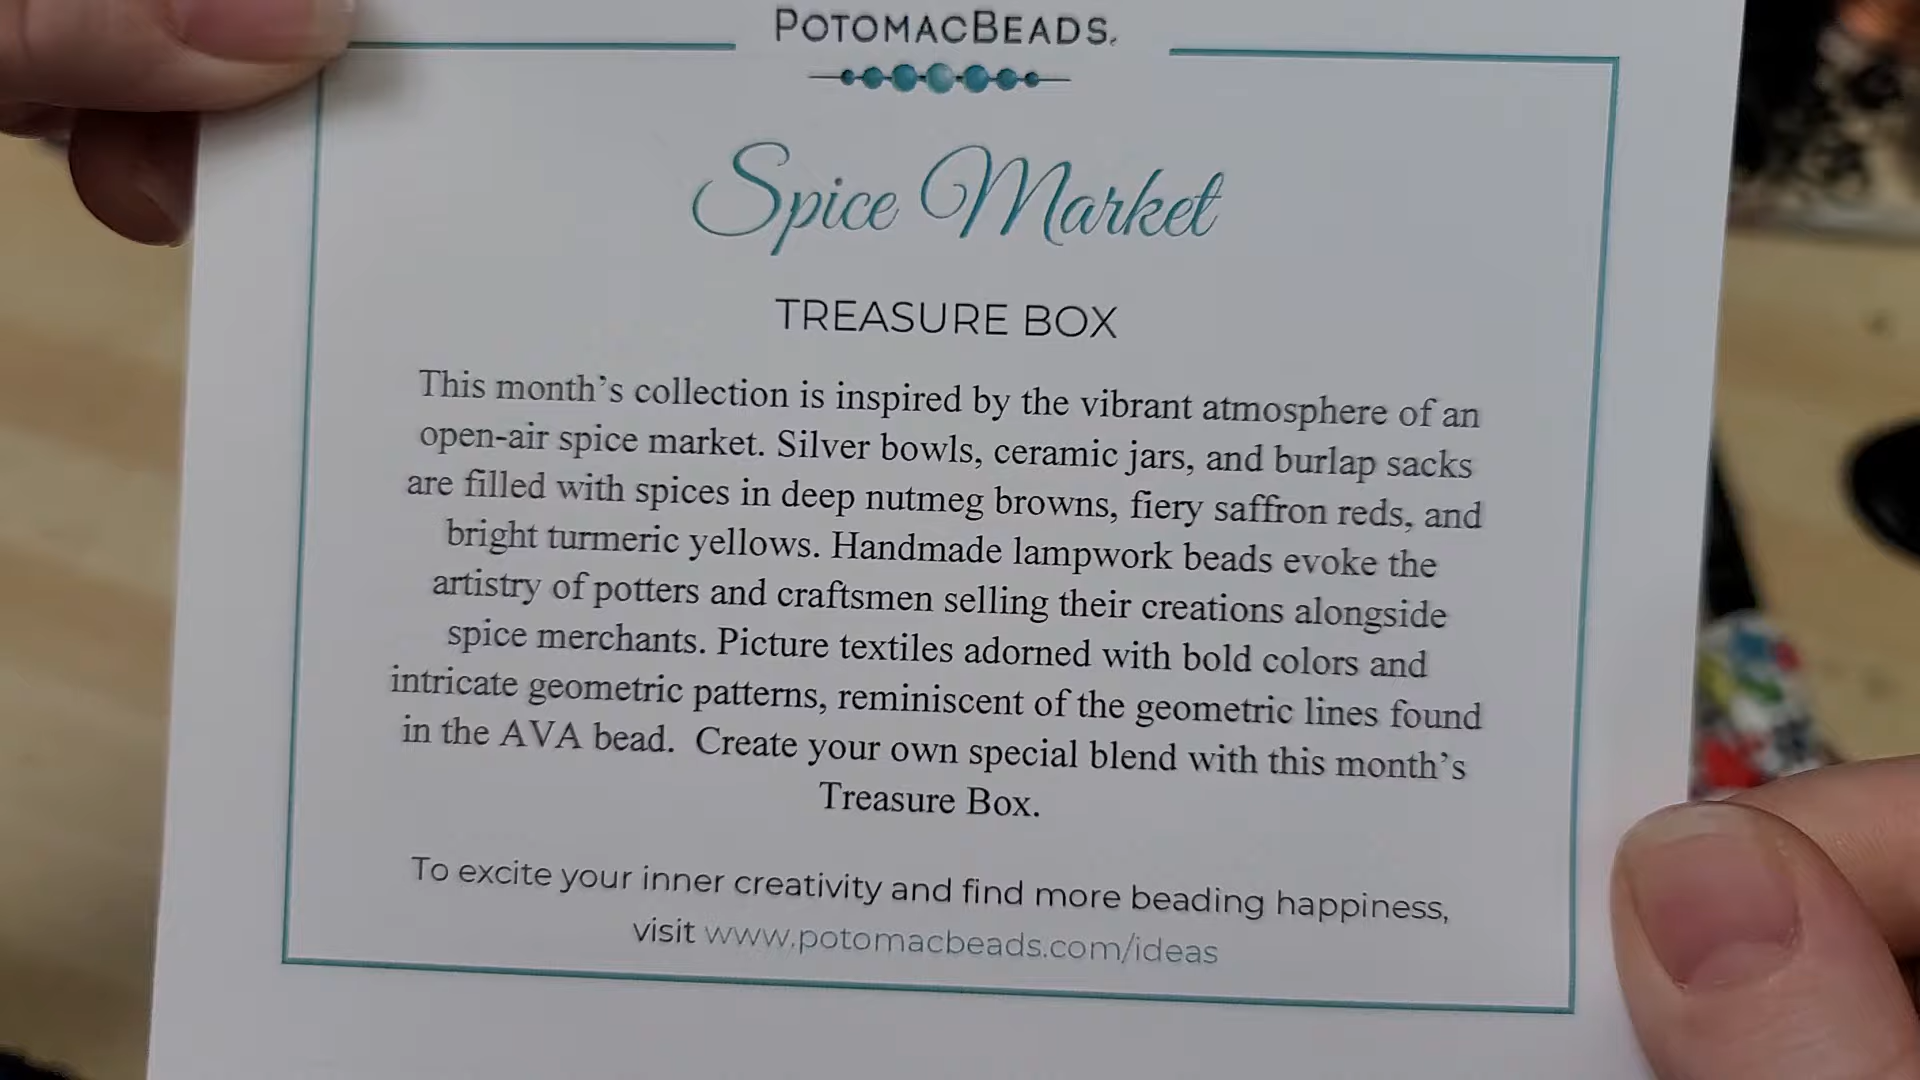 POTOMACBEADS
Spice Market
TREASURE BOX
This month’s collection is inspired by the vibrant atmosphere of an
open-air spice market. Silver bowls, ceramic jars, and burlap sacks
are filled with spices in deep nutmeg browns, fiery saffron reds, and
bright turmeric yellows. Handmade lampwork beads evoke the
artistry of potters and craftsmen selling their creations alongside
spice merchants. Picture textiles adorned with bold colors and
intricate geometric patterns, reminiscent of the geometric lines found
in the AVA bead.  Create your own special blend with this month’s
Treasure Box.
To excite your inner creativity and find more beading happiness,
visit www.potomacbeads.com/ideas